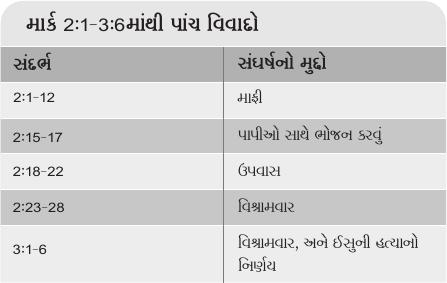 માર્ક 2:1-3:6માંથી પાંચ વિવાદો
સંદર્ભ સંઘર્ષનો મુદ્દો
2:1-12 માફી
2:15-17 પાપીઓ સાથે ભોજન કરવું
2:18-22 ઉપવાસ
2:23-28 વિશ્રામવાર
3:1-6 વિશ્રામવાર, અને ઈસુની હત્યાનો
નિર્ણય